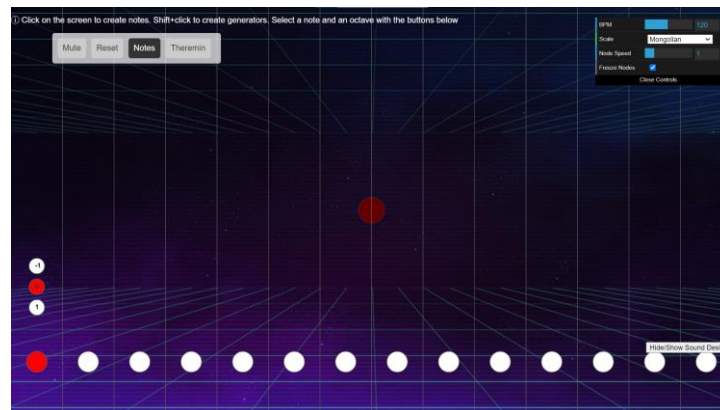 ⓘ Click on the screen to create notes. Shift+click to create generators. Select a note and an octave with the buttons below
Mute Reset Notes Theremin
BPM 120
Scale Mongolian
Node Speed 1
Freeze Nodes
Close Controls
-1
1
Hide/Show Sound Desi